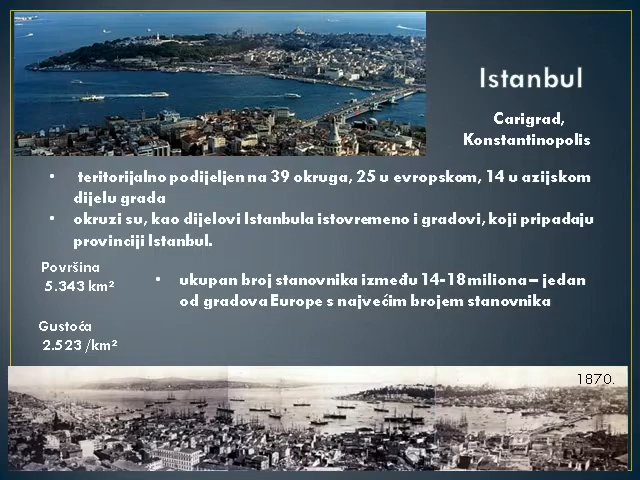 Istanbul
Carigrad,
Konstantinopolis
• teritorijalno podijeljen na 39 okruga, 25 u evropskom, 14 u azijskom
dijelu grada
• okruzi su, kao dijelovi Istanbula istovremeno i gradovi, koji pripadaju
provinciji Istanbul.
Površina
5.343 km²
• ukupan broj stanovnika između 14-18 miliona – jedan
od gradova Europe s najvećim brojem stanovnika
Gustoća
2.523 /km²
1870.